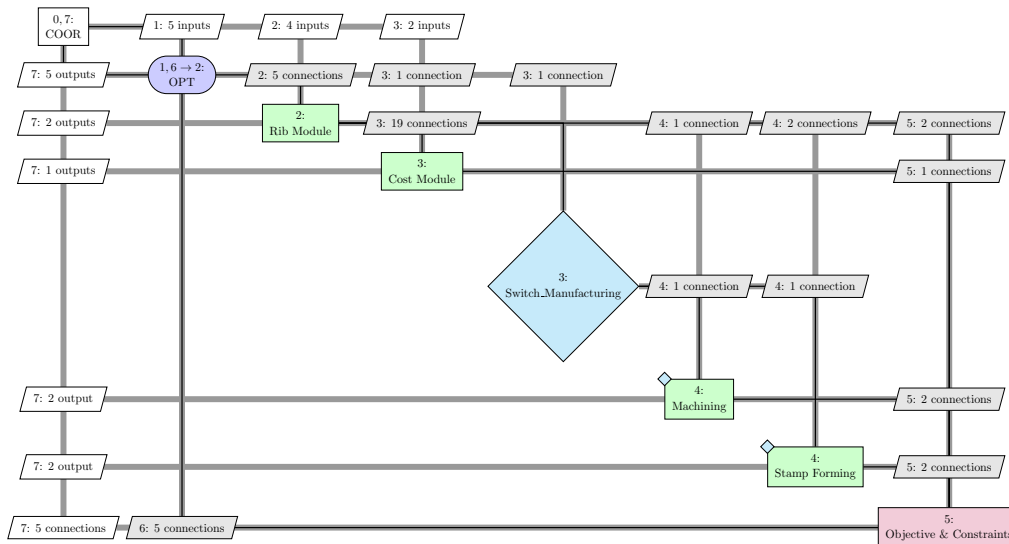 0, 7:
COOR
1: 5 inputs
2: 4 inputs
3: 2 inputs
7: 5 outputs
1, 6 → 2:
OPT
2: 5 connections
3: 1 connection
3: 1 connection
7: 2 outputs
2:
Rib Module
3: 19 connections
4: 1 connection
4: 2 connections
5: 2 connections
7: 1 outputs
3:
Cost Module
5: 1 connections
3:
Switch_Manufacturing
4: 1 connection
4: 1 connection
7: 2 output
4:
Machining
5: 2 connections
7: 2 output
4:
Stamp Forming
5: 2 connections
7: 5 connections
6: 5 connections
5:
Objective & Constraints